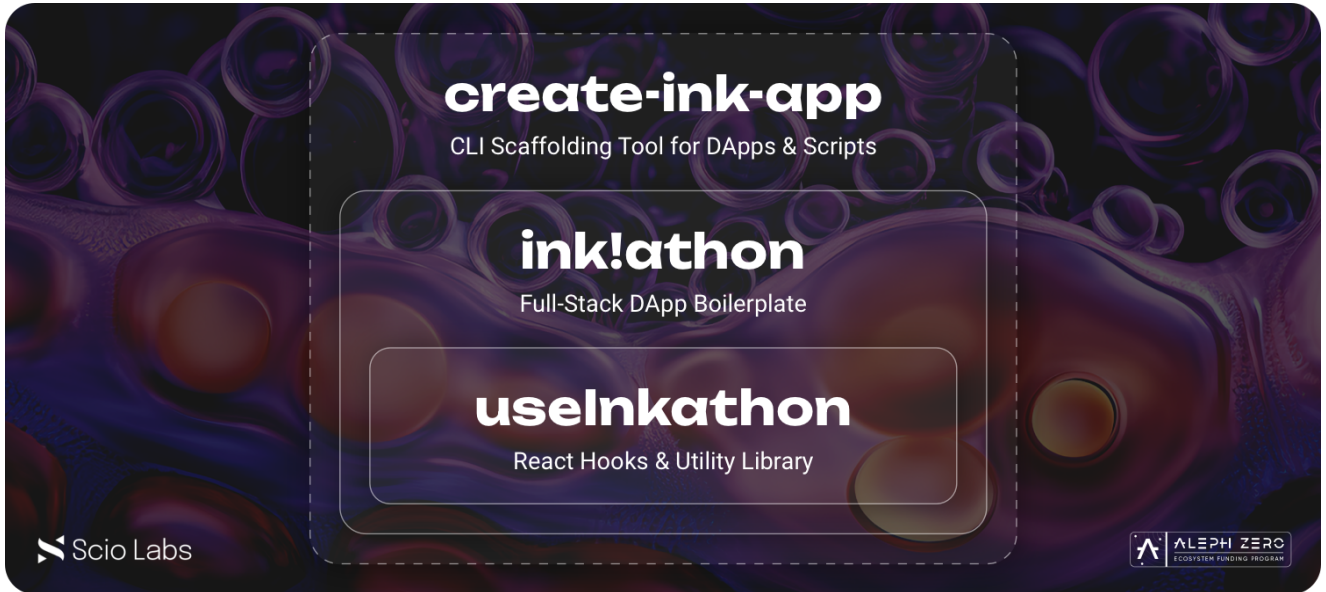 create-ink-app
CLI Scaffolding Tool for DApps & Scripts
ink!athon
Full-Stack DApp Boilerplate
useInkathon
React Hooks & Utility Library
Scio Labs
ALEPH ZERO
ECOSYSTEM FUNDING PROGRAM